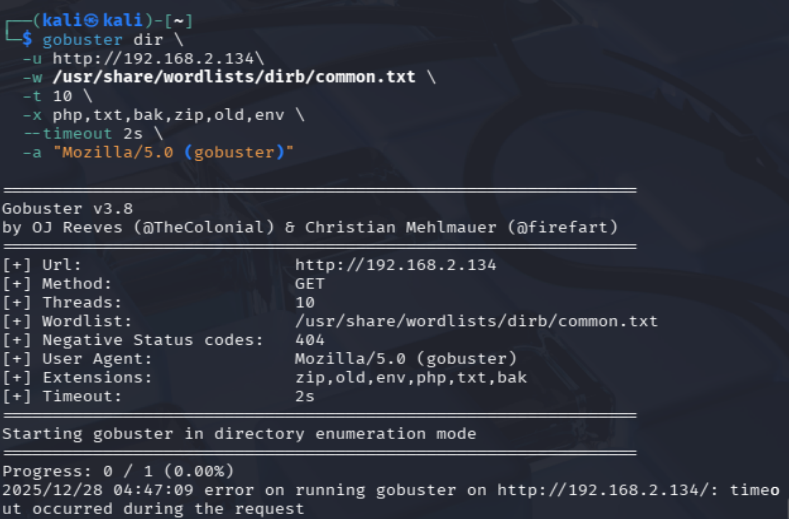 ┌──(kali㉿kali)-[~]
└─$ gobuster dir \
-u http://192.168.2.134\
-w /usr/share/wordlists/dirb/common.txt \
-t 10 \
-x php,txt,bak,zip,old,env \
--timeout 2s \
-a "Mozilla/5.0 (gobuster)"
===============================================================
Gobuster v3.8
by OJ Reeves (@TheColonial) & Christian Mehlmauer (@firefart)
===============================================================
[+] Url:                     http://192.168.2.134
[+] Method:                  GET
[+] Threads:                 10
[+] Wordlist:                /usr/share/wordlists/dirb/common.txt
[+] Negative Status codes:   404
[+] User Agent:              Mozilla/5.0 (gobuster)
[+] Extensions:              zip,old,env,php,txt,bak
[+] Timeout:                 2s
===============================================================
Starting gobuster in directory enumeration mode
===============================================================
Progress: 0 / 1 (0.00%)
2025/12/28 04:47:09 error on running gobuster on http://192.168.2.134/: timeo
ut occurred during the request